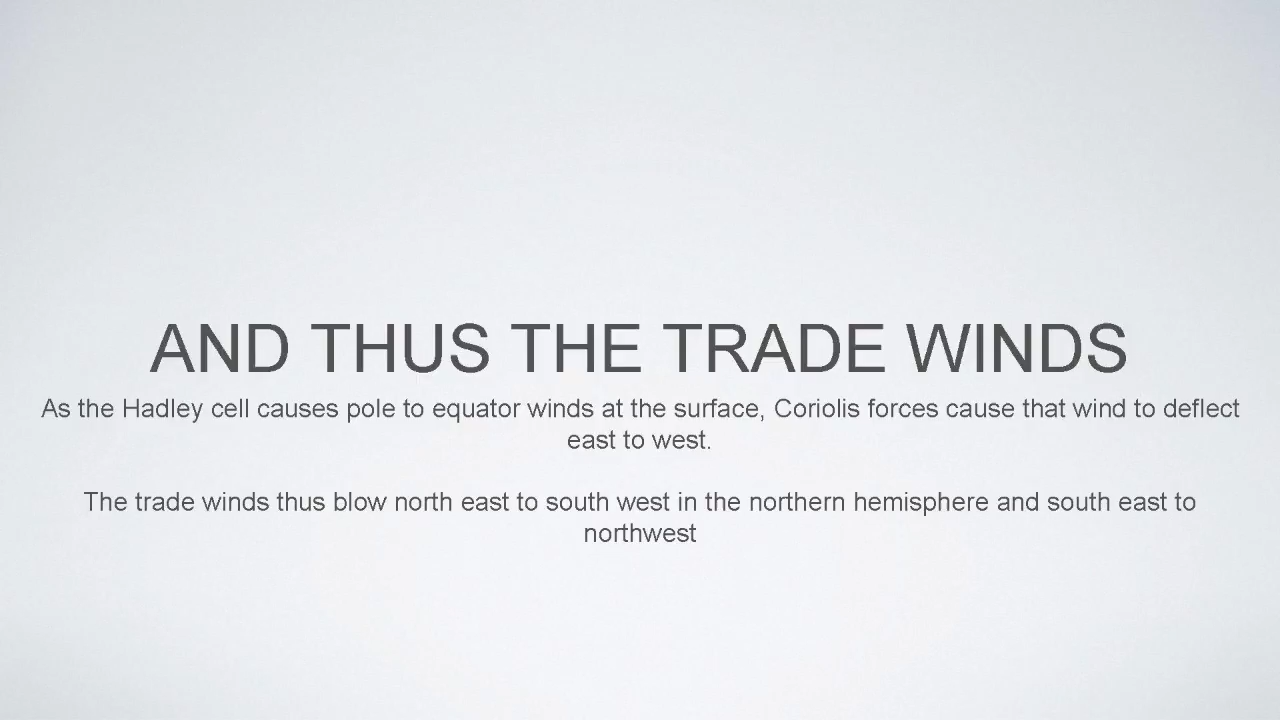 AND THUS THE TRADE WINDS
As the Hadley cell causes pole to equator winds at the surface, Coriolis forces cause that wind to deflect
east to west.
The trade winds thus blow north east to south west in the northern hemisphere and south east to
northwest